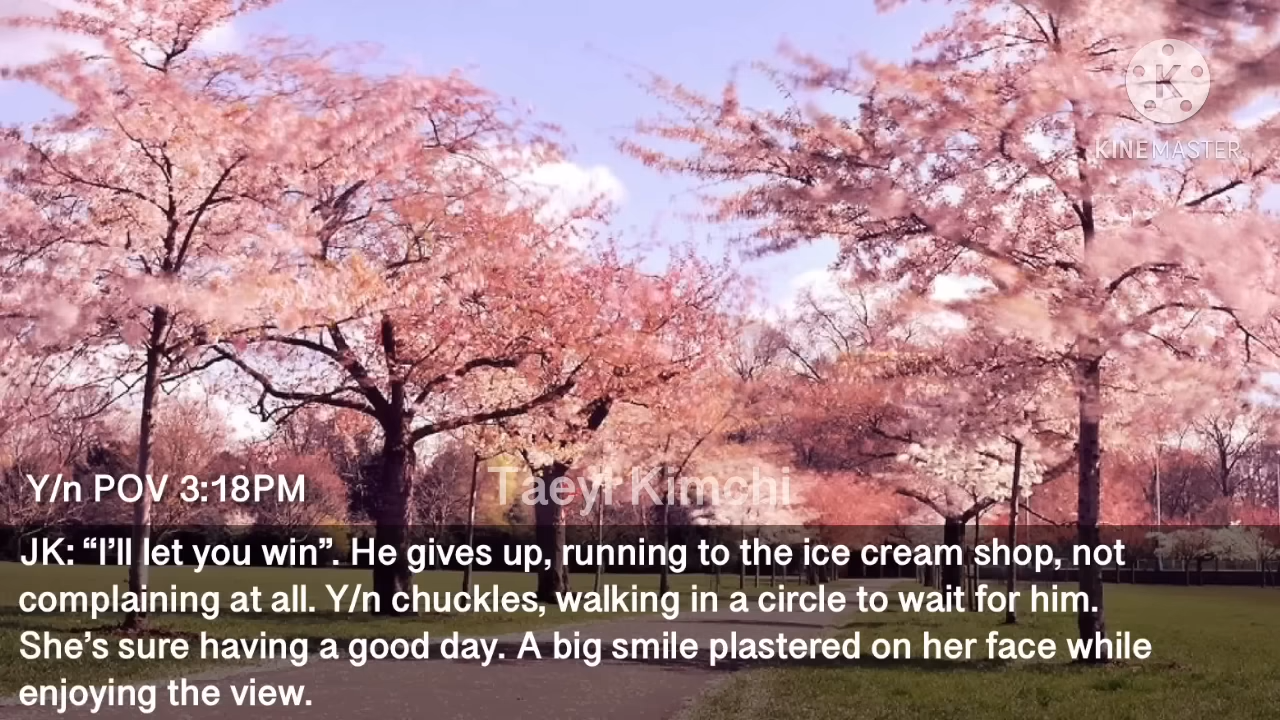 KINEMASTER
Y/n POV 3:18PM
Taeyi Kimchi
JK: “I’ll let you win”. He gives up, running to the ice cream shop, not
complaining at all. Y/n chuckles, walking in a circle to wait for him.
She’s sure having a good day. A big smile plastered on her face while
enjoying the view.